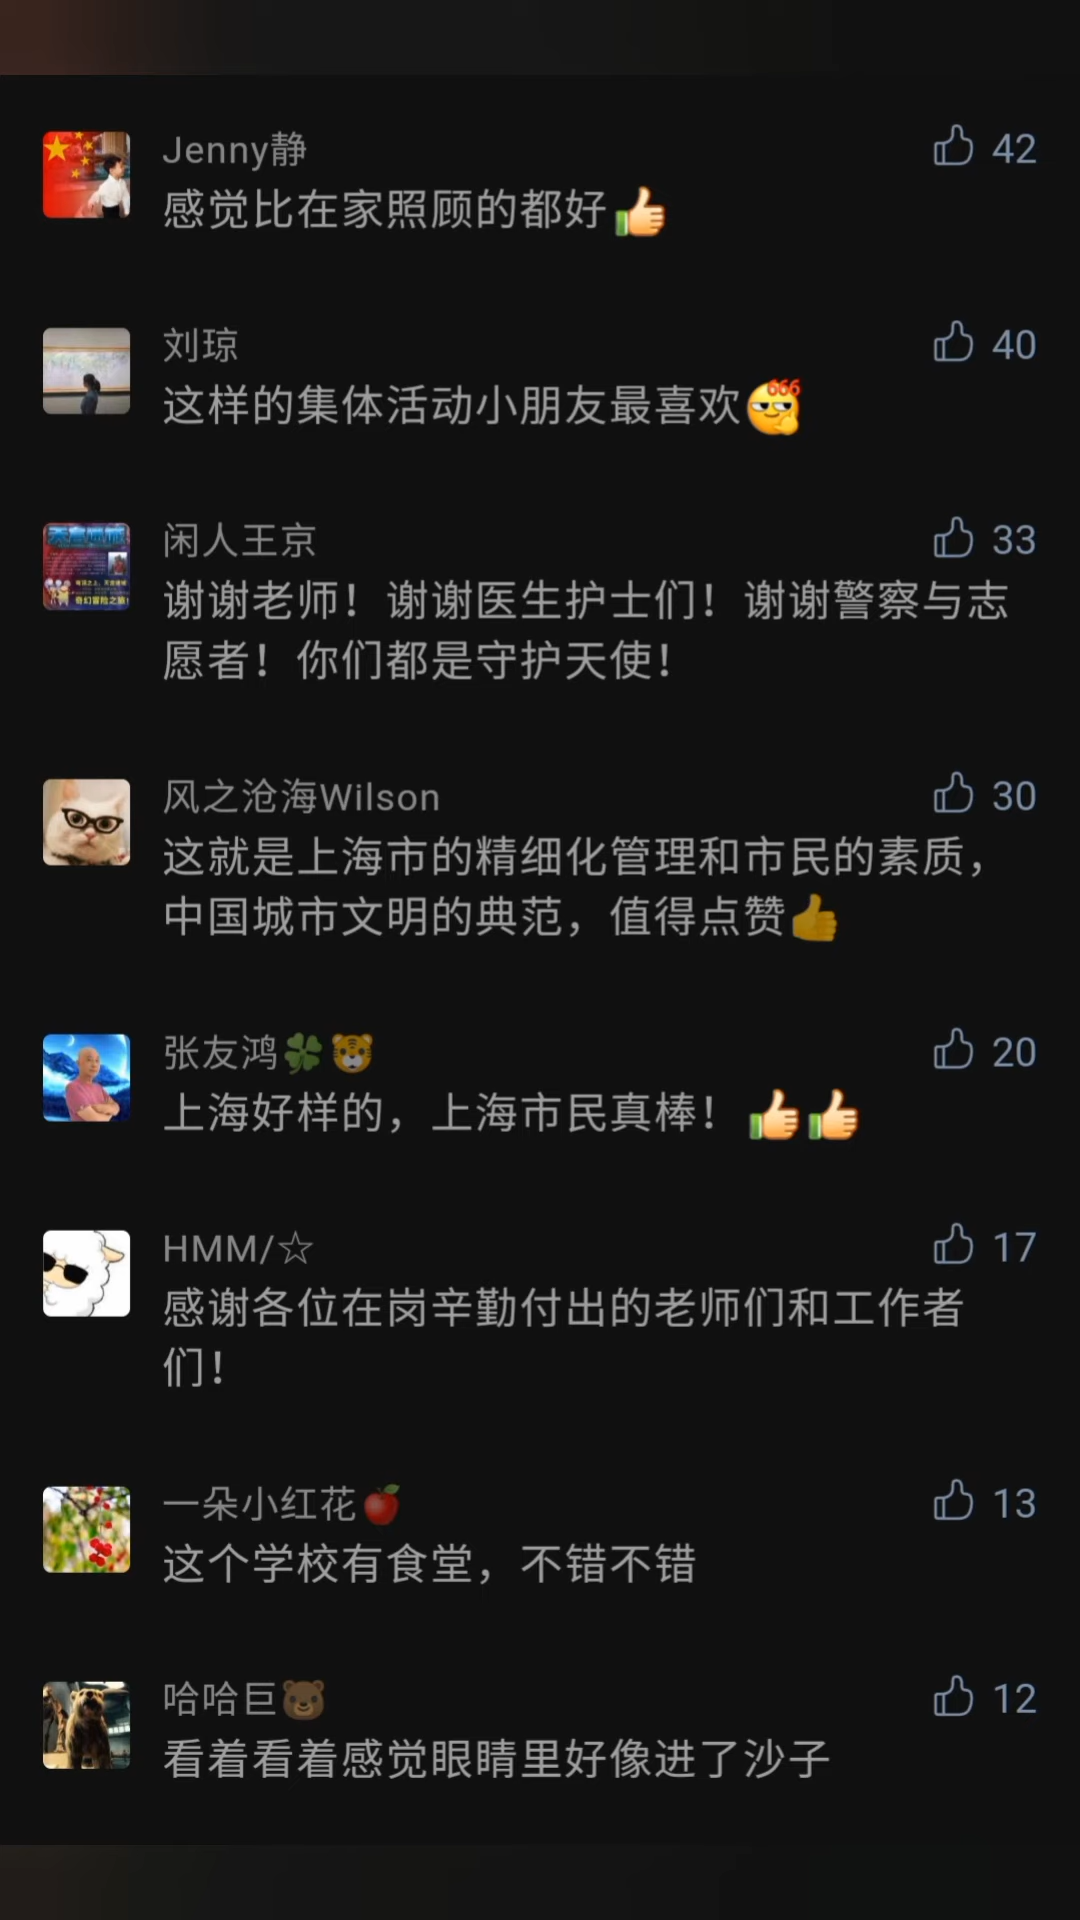 Jenny静
42
感觉比在家照顾的都好👍
刘琼
40
这样的集体活动小朋友最喜欢
666
闲人王京
33
谢谢老师！谢谢医生护士们！谢谢警察与志
愿者！你们都是守护天使！
风之沧海Wilson
30
这就是上海市的精细化管理和市民的素质，
中国城市文明的典范，值得点赞👍
张友鸿🍀🐯
20
上海好样的，上海市民真棒！👍👍
HMM/☆
17
感谢各位在岗辛勤付出的老师们和工作者
们！
一朵小红花🍎
13
这个学校有食堂，不错不错
哈哈巨🐻
12
看着看着感觉眼睛里好像进了沙子